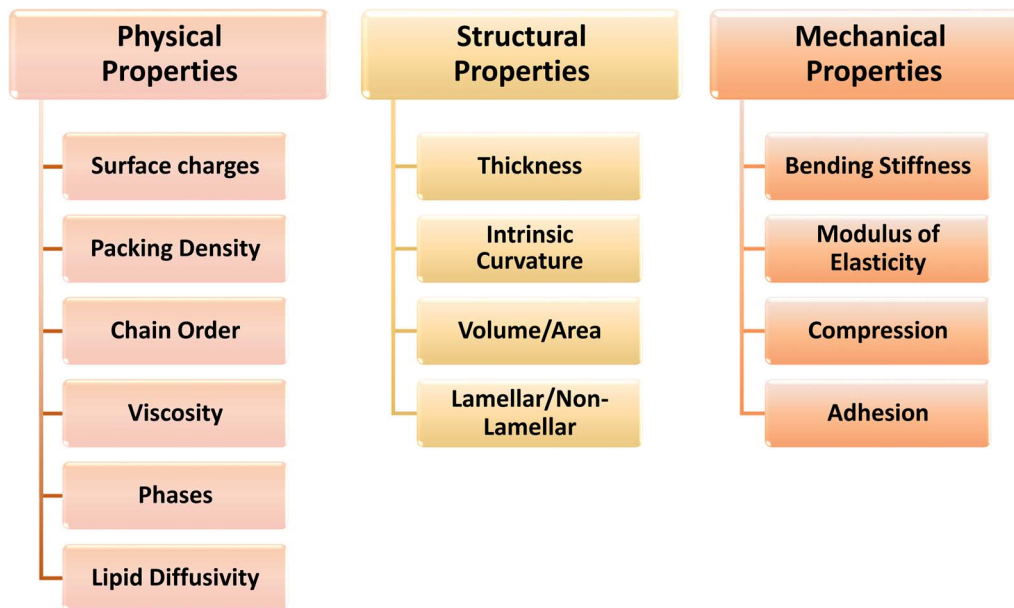 Physical
Properties
Surface charges
Packing Density
Chain Order
Viscosity
Phases
Lipid Diffusivity
Structural
Properties
Thickness
Intrinsic
Curvature
Volume/Area
Lamellar/Non-
Lamellar
Mechanical
Properties
Bending Stiffness
Modulus of
Elasticity
Compression
Adhesion